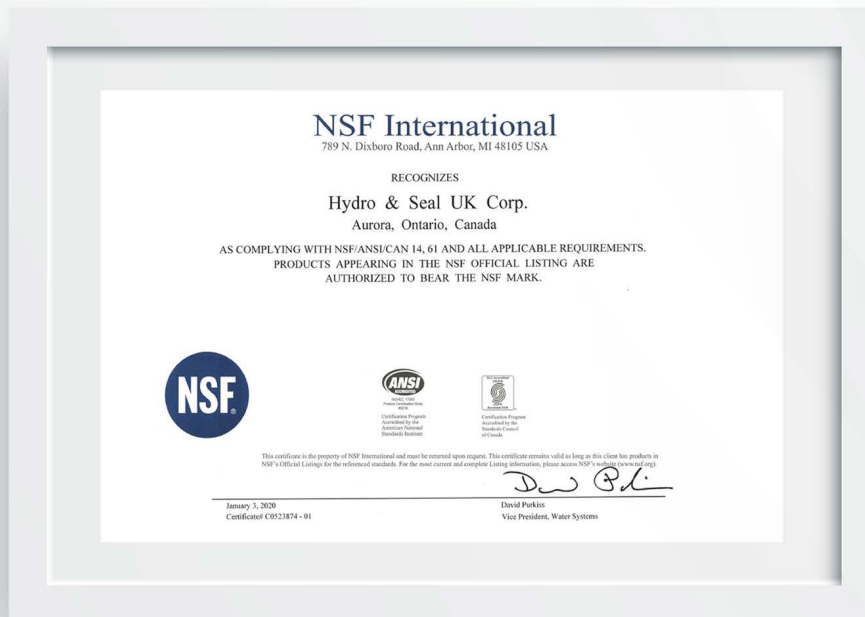 NSF International
789 N. Dixboro Road, Ann Arbor, MI 48105 USA
RECOGNIZES
Hydro & Seal UK Corp.
Aurora, Ontario, Canada
AS COMPLYING WITH NSF/ANSI/CAN 14, 61 AND ALL APPLICABLE REQUIREMENTS.
PRODUCTS APPEARING IN THE NSF OFFICIAL LISTING ARE
AUTHORIZED TO BEAR THE NSF MARK.
NSF®
ANSI
Certification Program
Accredited by the
American National
Standards Institute
Certification Program
Accredited by the
Standards Council
of Canada
This certificate is the property of NSF International and must be returned upon request. This certificate remains valid as long as this client has products in
NSF's Official Listings for the referenced standards. For the most current and complete Listing information, please access NSF's website (www.nsf.org)
January 3, 2020
Certificate# C0523874 - 01
David Purkiss
Vice President, Water Systems